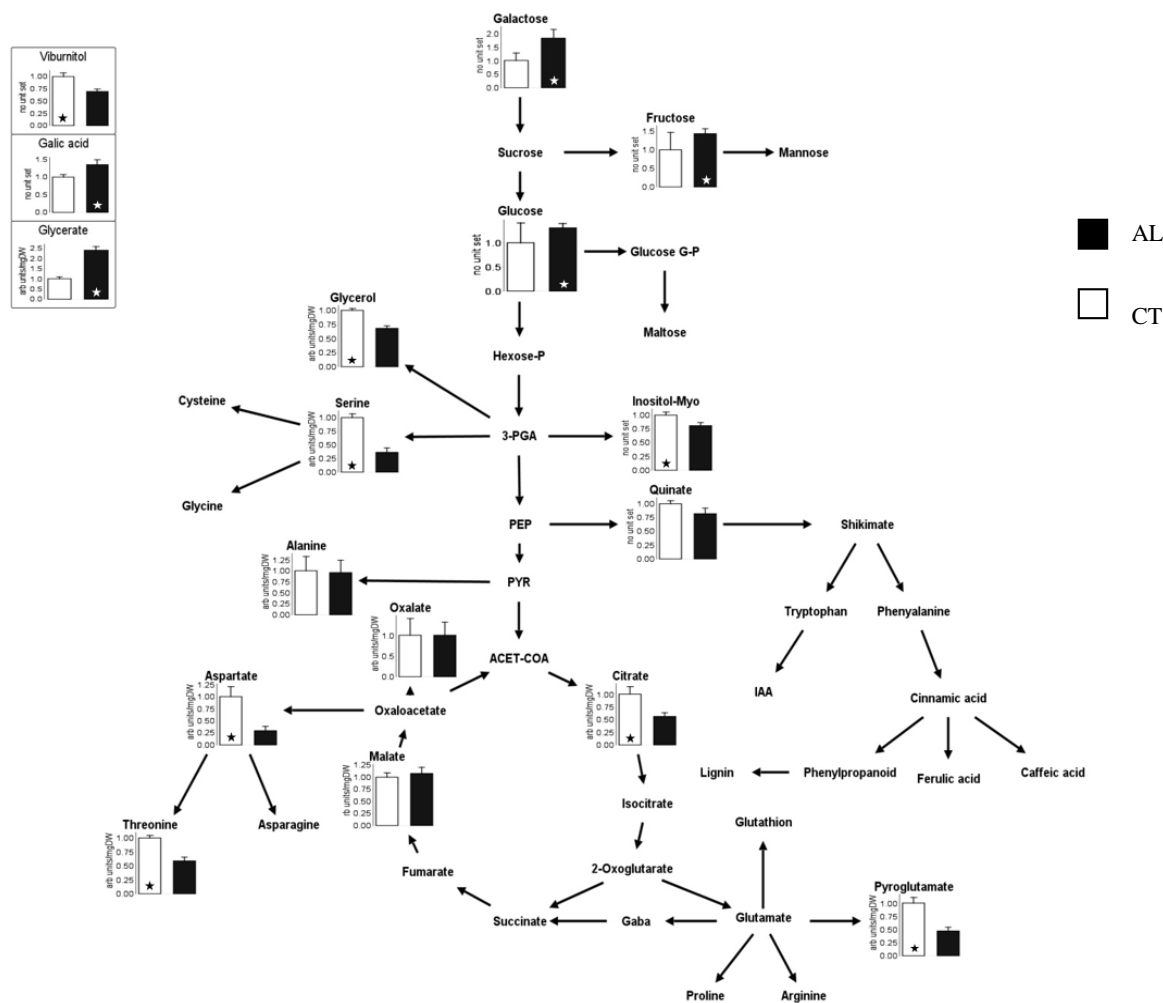 Viburnitol
no unit set
1.00
0.75
0.50
0.25
0.00
Galic acid
no unit set
1.5
1.0
0.5
0.0
Glycerate
arb units/mgDW
2.5
2.0
1.5
1.0
0.5
0.0
Galactose
no unit set
2.0
1.5
1.0
0.5
0.0
Sucrose
Fructose
no unit set
1.5
1.0
0.5
0.0
Mannose
Glucose
no unit set
1.0
0.5
0.0
Glucose G-P
Maltose
AL
CT
Glycerol
arb units/mgDW
1.00
0.75
0.50
0.25
0.00
Hexose-P
Cysteine
Serine
arb units/mgDW
1.00
0.75
0.50
0.25
0.00
Glycine
3-PGA
Inositol-Myo
no unit set
1.00
0.75
0.50
0.25
0.00
PEP
Quinate
no unit set
1.00
0.75
0.50
0.25
0.00
Shikimate
Alanine
arb units/mgDW
1.25
1.00
0.75
0.50
0.25
0.00
PYR
Tryptophan
Phenyalanine
Oxalate
arb units/mgDW
1.0
0.5
0.0
ACET-COA
IAA
Cinnamic acid
Aspartate
arb units/mgDW
1.25
1.00
0.75
0.50
0.25
0.00
Oxaloacetate
Citrate
arb units/mgDW
1.00
0.75
0.50
0.25
0.00
Malate
rb units/mgDW
1.25
1.00
0.75
0.50
0.25
0.00
Lignin
Phenylpropanoid
Ferulic acid
Caffeic acid
Isocitrate
Threonine
arb units/mgDW
1.00
0.75
0.50
0.25
0.00
Asparagine
Glutathion
Fumarate
2-Oxoglutarate
Pyroglutamate
arb units/mgDW
1.00
0.75
0.50
0.25
0.00
Succinate
Gaba
Glutamate
Proline
Arginine